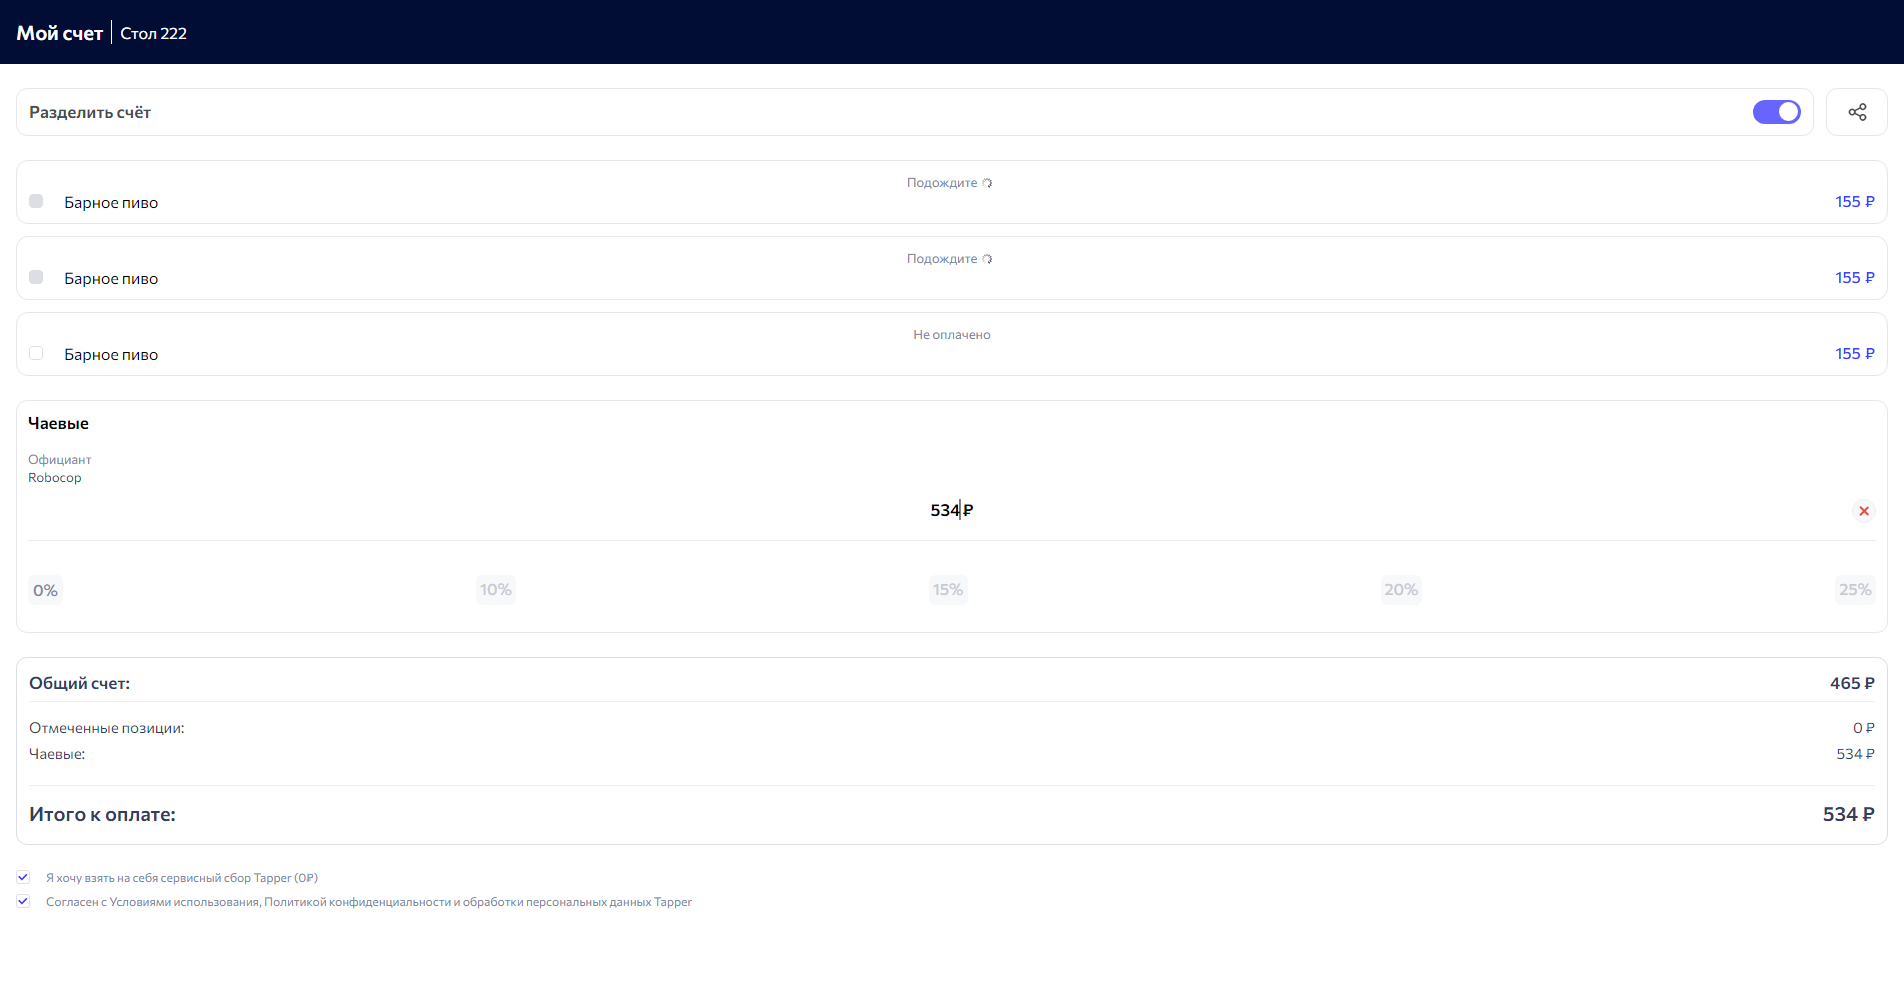 Мой счет | Стол 222
Разделить счёт
Подождите
Барное пиво 155 ₽
Подождите
Барное пиво 155 ₽
Не оплачено
Барное пиво 155 ₽
Чаевые
Официант
Robocop
534 ₽
0% 10% 15% 20% 25%
Общий счет: 465 ₽
Отмеченные позиции: 0 ₽
Чаевые: 534 ₽
Итого к оплате: 534 ₽
Я хочу взять на себя сервисный сбор Tapper (0₽)
Согласен с Условиями использования, Политикой конфиденциальности и обработки персональных данных Tapper